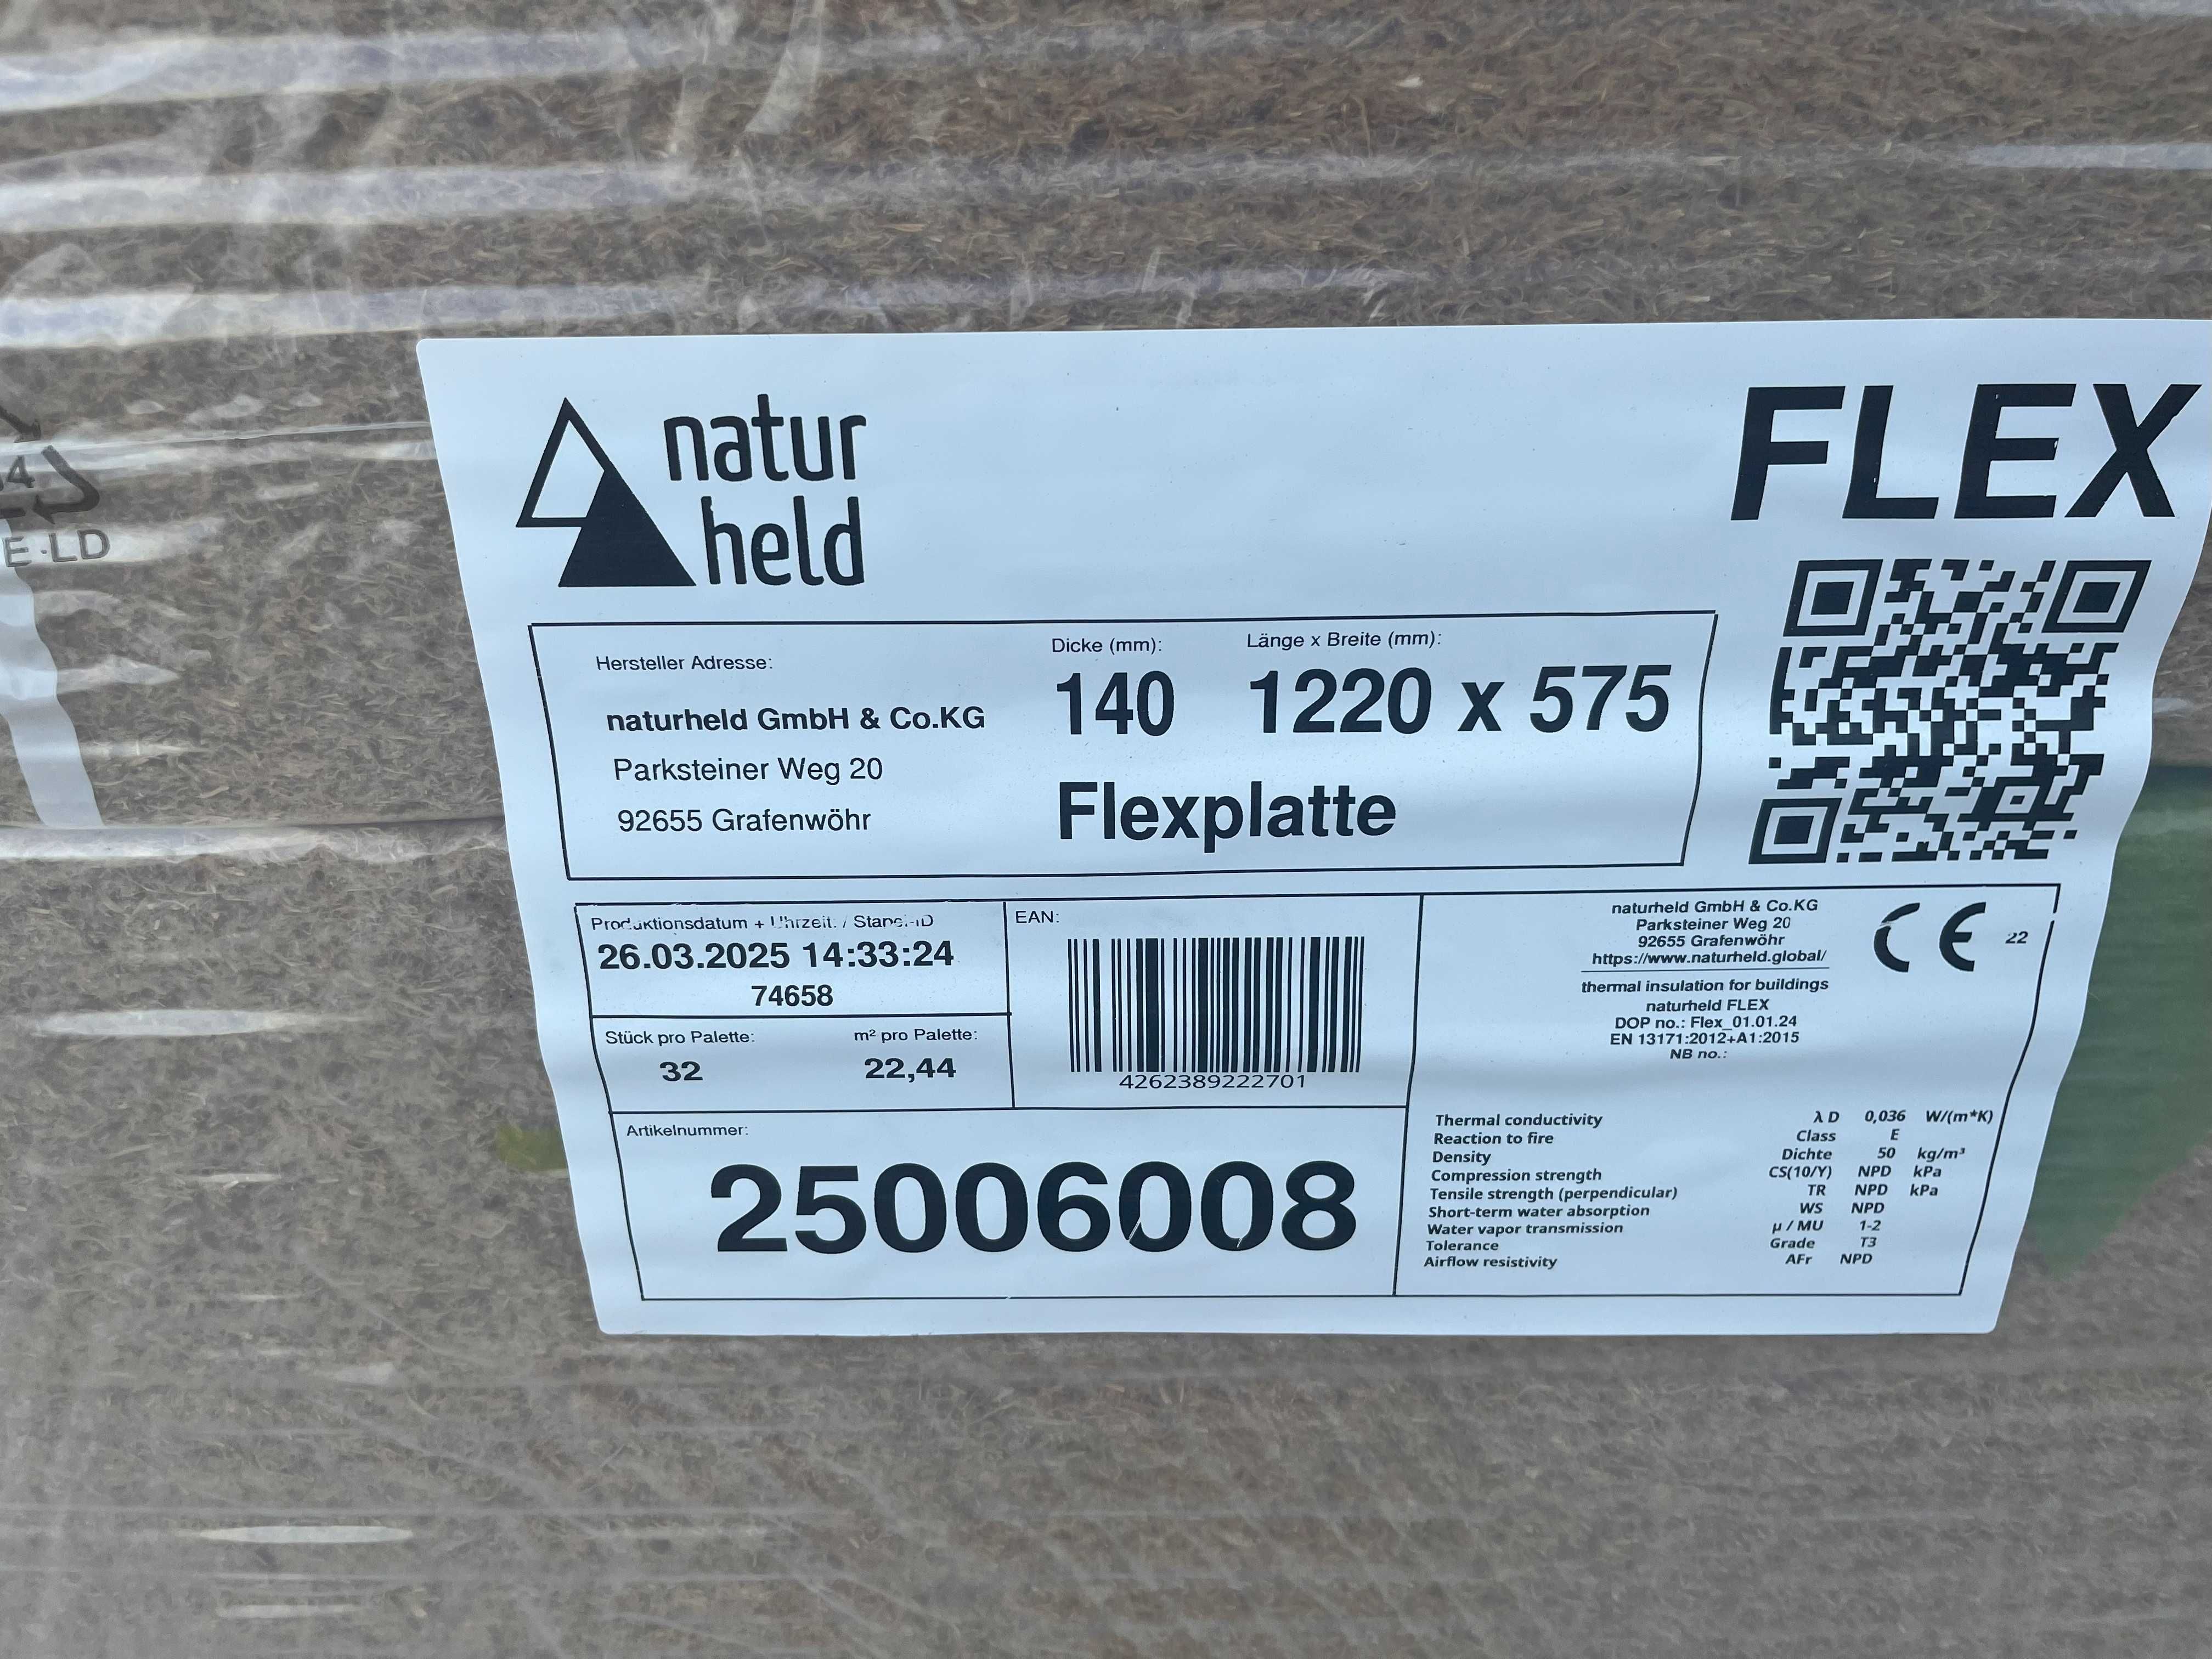 natur
held
FLEX
Hersteller Adresse:
naturheld GmbH & Co.KG
Parksteiner Weg 20
92655 Grafenwöhr
Dicke (mm):
140
Länge x Breite (mm):
1220 x 575
Flexplatte
Produktionsdatum + Uhrzeit: / Stapel-ID
26.03.2025 14:33:24
74658
Stück pro Palette:
32
m² pro Palette:
22,44
EAN:
4262389222701
Artikelnummer:
25006008
naturheld GmbH & Co.KG
Parksteiner Weg 20
92655 Grafenwöhr
https://www.naturheld.global/
CE 22
thermal insulation for buildings
naturheld FLEX
DOP no.: Flex_01.01.24
EN 13171:2012+A1:2015
NB no.:
Thermal conductivity λ D 0,036 W/(m*K)
Reaction to fire Class E
Density Dichte 50 kg/m³
Compression strength CS(10/Y) NPD kPa
Tensile strength (perpendicular) TR NPD kPa
Short-term water absorption WS NPD
Water vapor transmission μ / MU 1-2
Tolerance Grade T3
Airflow resistivity AFr NPD
4
E-LD